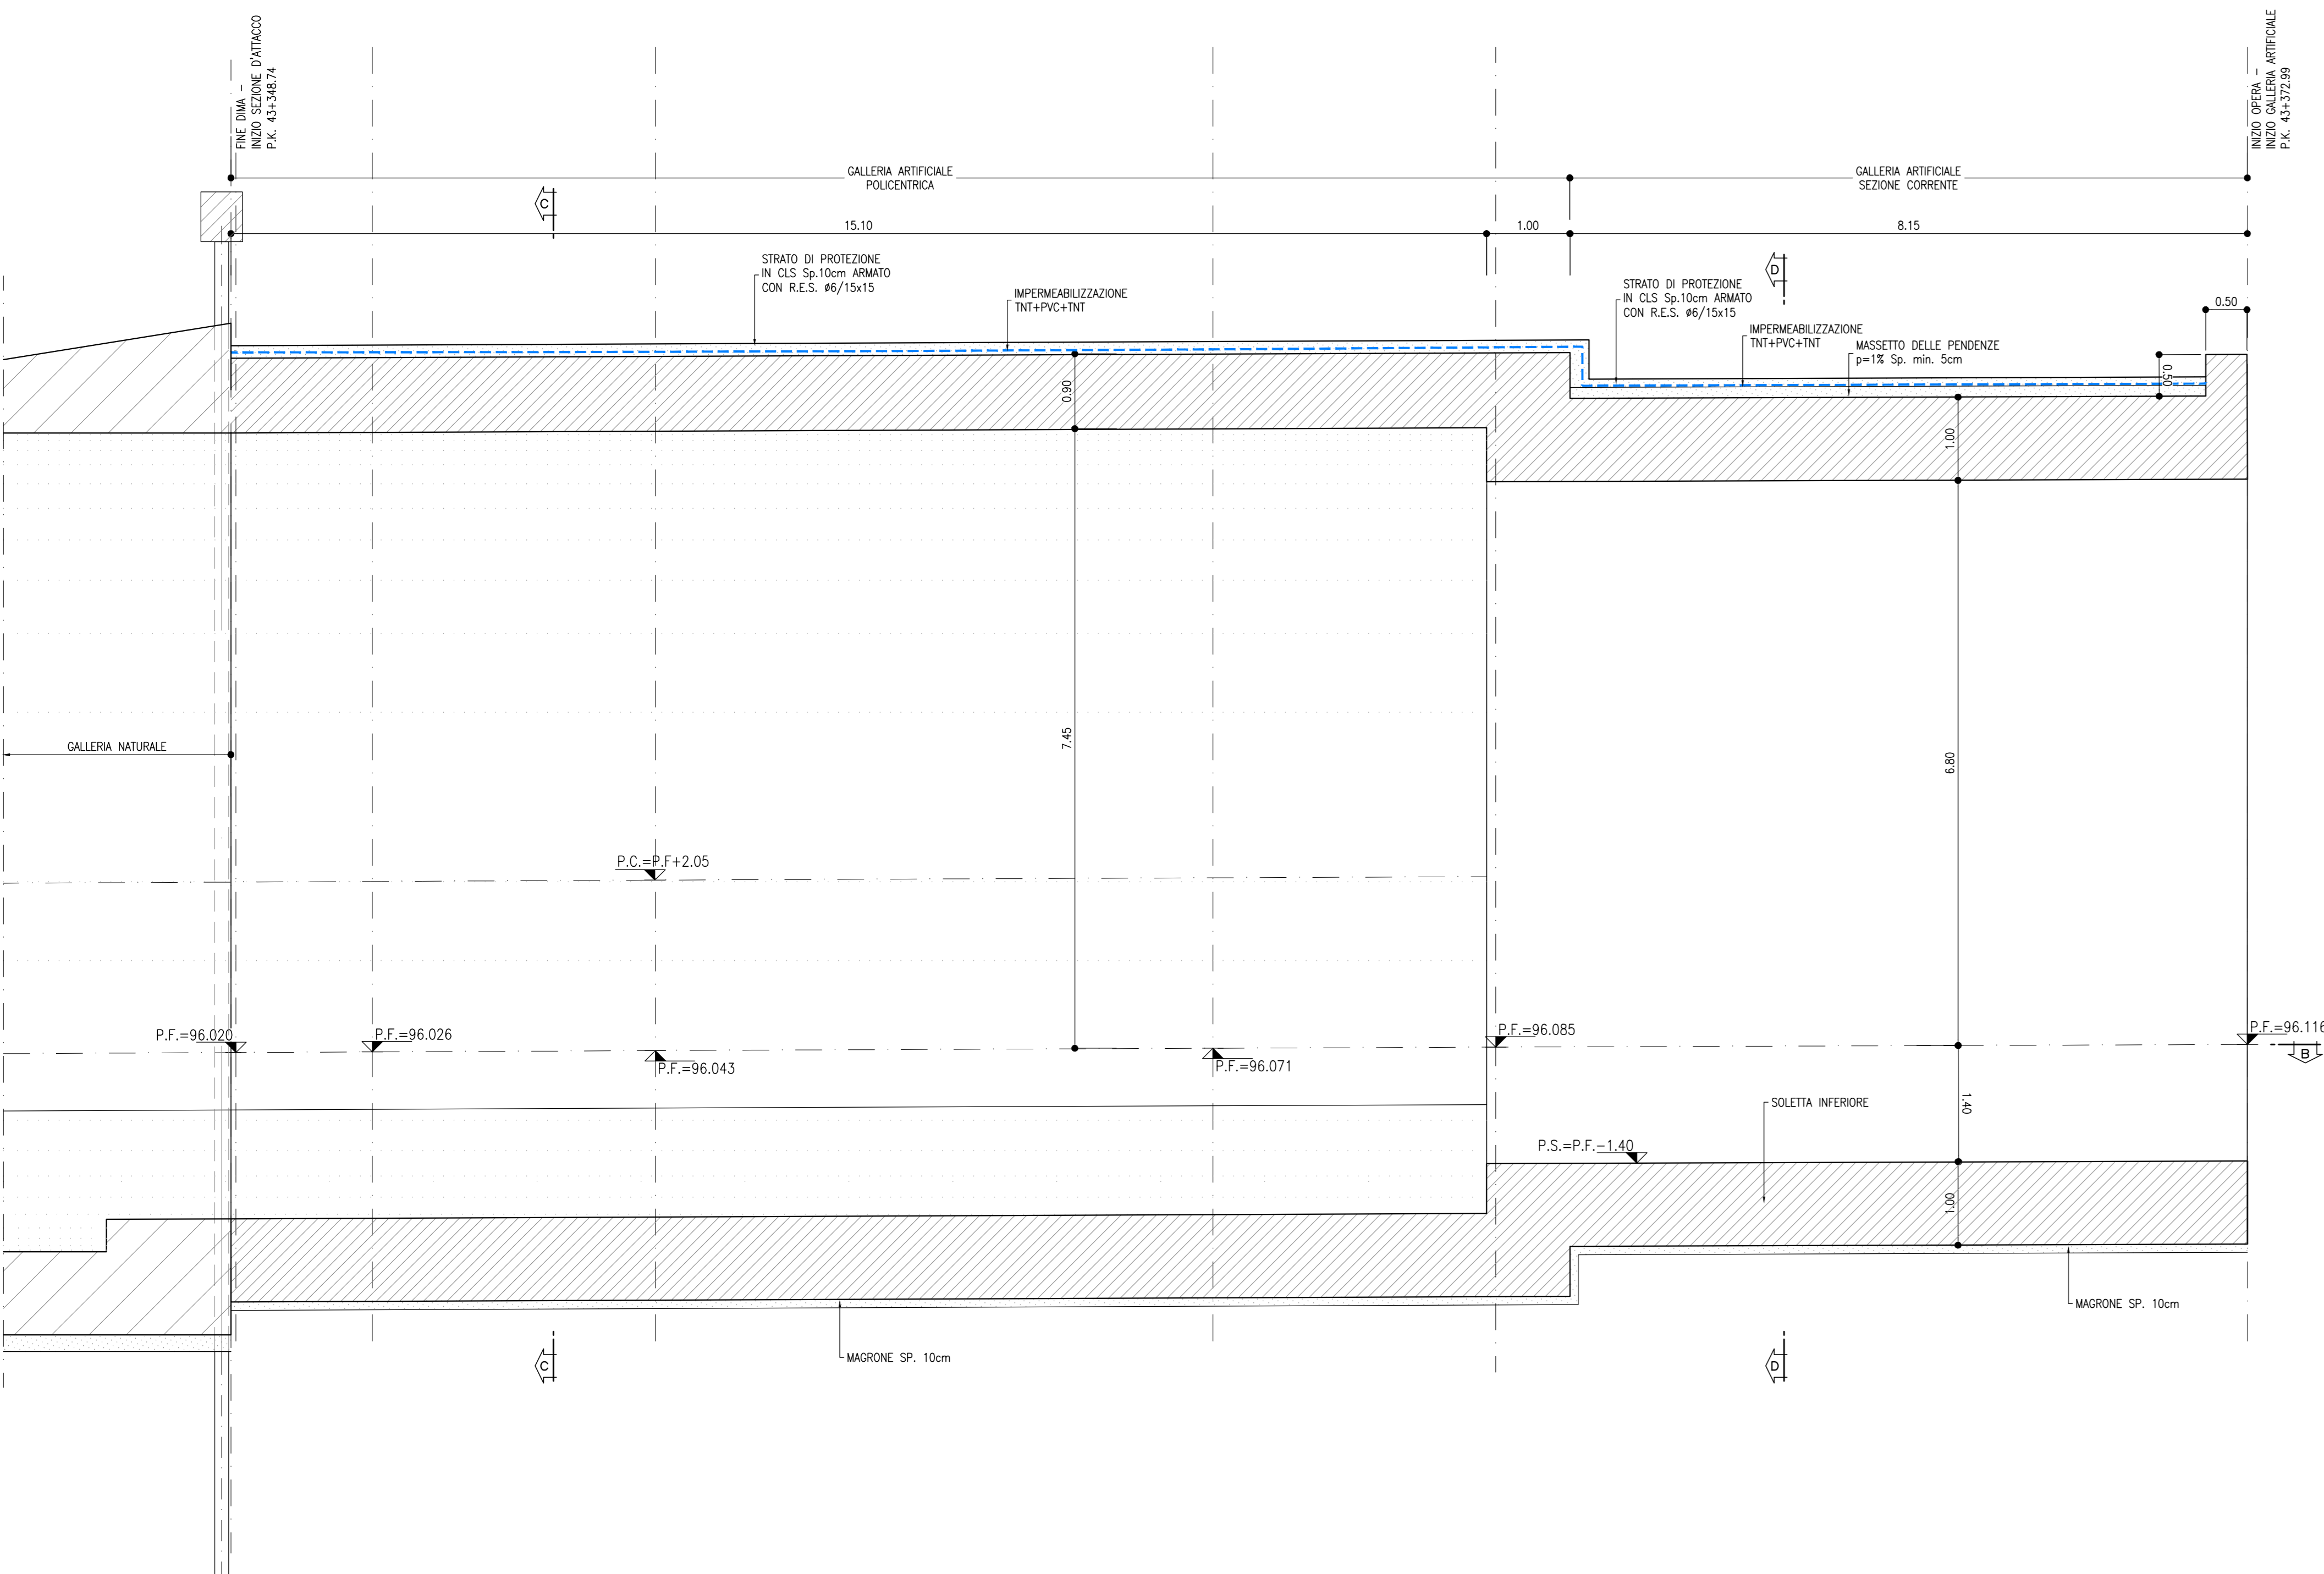 FINE DIMA -
INIZIO SEZIONE D'ATTACCO
P.K. 43+348.74
INIZIO OPERA -
INIZIO GALLERIA ARTIFICIALE
P.K. 43+372.99
GALLERIA ARTIFICIALE
POLICENTRICA
GALLERIA ARTIFICIALE
SEZIONE CORRENTE
C
15.10
1.00
8.15
STRATO DI PROTEZIONE
IN CLS Sp.10cm ARMATO
CON R.E.S. ø6/15x15
IMPERMEABILIZZAZIONE
TNT+PVC+TNT
D
STRATO DI PROTEZIONE
IN CLS Sp.10cm ARMATO
CON R.E.S. ø6/15x15
IMPERMEABILIZZAZIONE
TNT+PVC+TNT
MASSETTO DELLE PENDENZE
p=1% Sp. min. 5cm
0.50
0.50
0.90
1.00
GALLERIA NATURALE
7.45
6.80
P.C.=P.F+2.05
P.F.=96.020
P.F.=96.026
P.F.=96.043
P.F.=96.071
P.F.=96.085
P.F.=96.116
B
1.40
SOLETTA INFERIORE
P.S.=P.F.-1.40
1.00
MAGRONE SP. 10cm
MAGRONE SP. 10cm
C
D